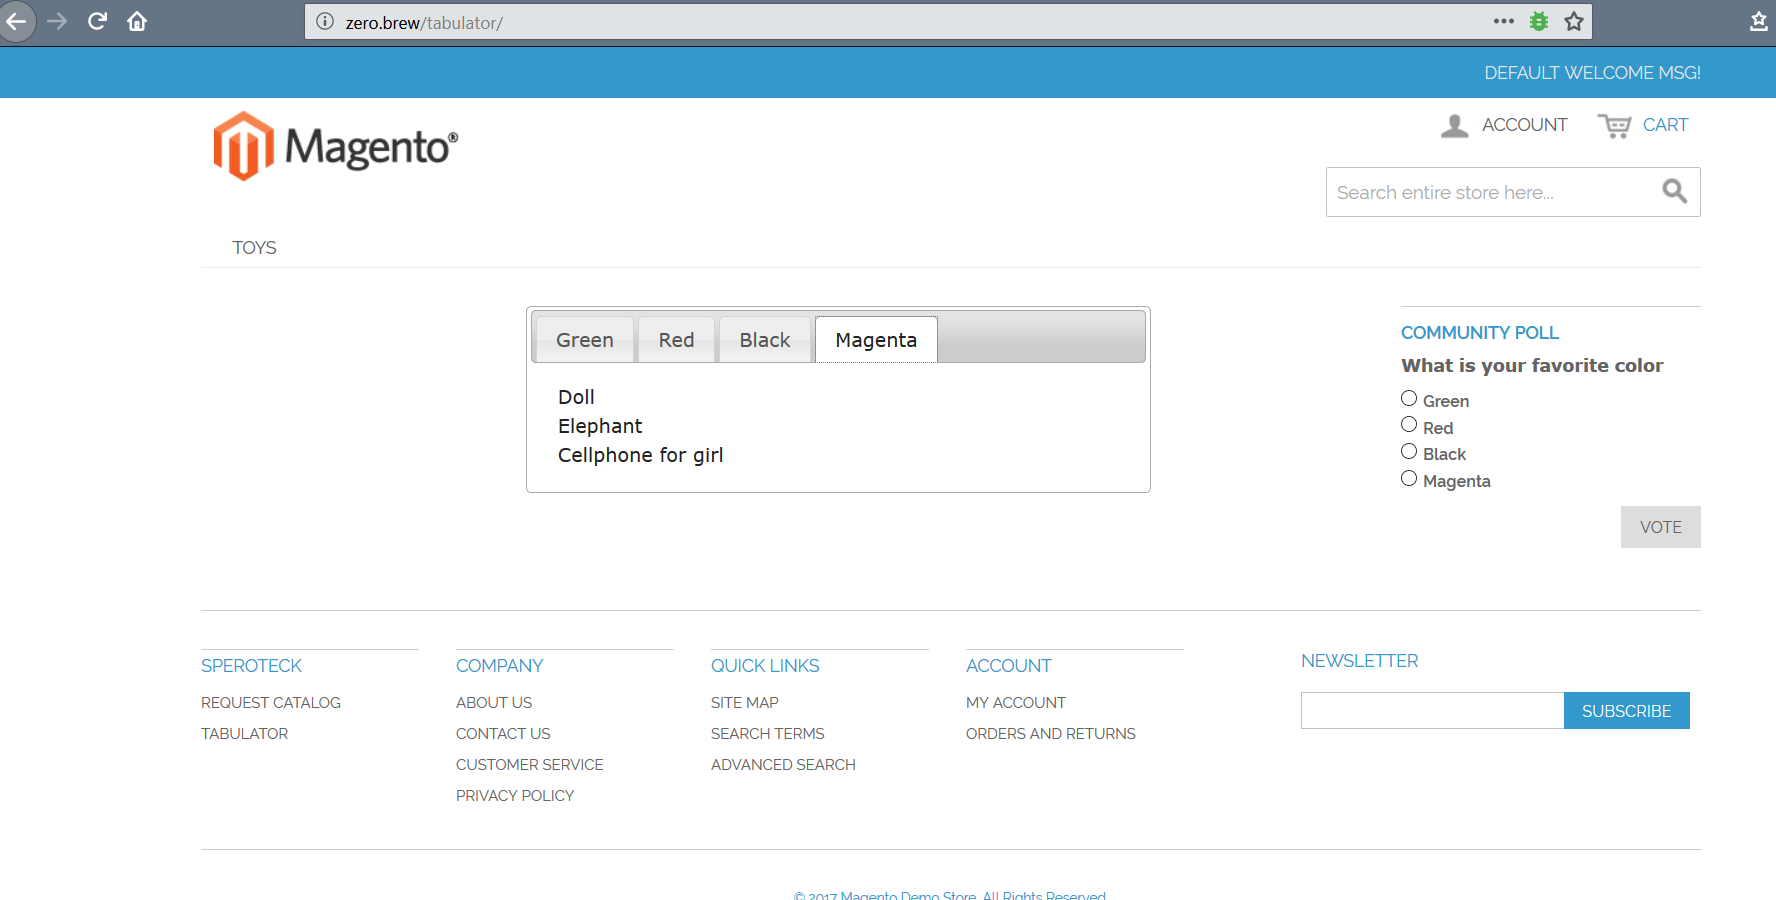 zero.brew/tabulator/
DEFAULT WELCOME MSG!
Magento®
ACCOUNT CART
Search entire store here...
TOYS
Green Red Black Magenta
Doll
Elephant
Cellphone for girl
COMMUNITY POLL
What is your favorite color
Green
Red
Black
Magenta
VOTE
SPEROTECK
REQUEST CATALOG
TABULATOR
COMPANY
ABOUT US
CONTACT US
CUSTOMER SERVICE
PRIVACY POLICY
QUICK LINKS
SITE MAP
SEARCH TERMS
ADVANCED SEARCH
ACCOUNT
MY ACCOUNT
ORDERS AND RETURNS
NEWSLETTER
SUBSCRIBE
© 2017 Magento Demo Store. All Rights Reserved.